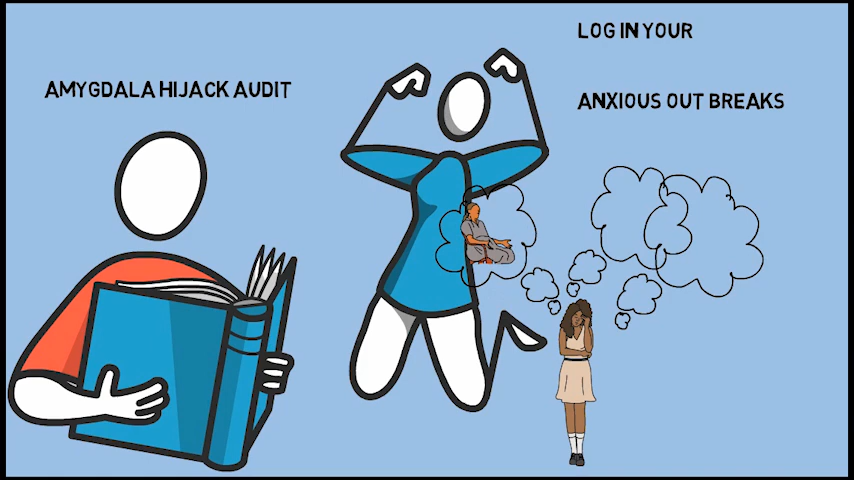 AMYGDALA HIJACK AUDIT
LOG IN YOUR
ANXIOUS OUT BREAKS